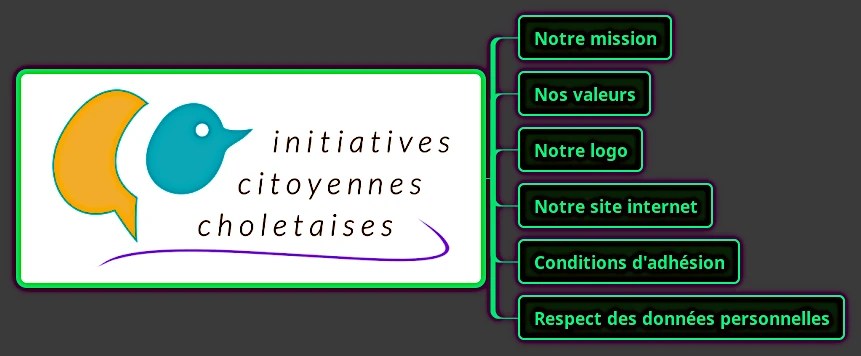 initiatives
citoyennes
choletaises
Notre mission
Nos valeurs
Notre logo
Notre site internet
Conditions d'adhésion
Respect des données personnelles